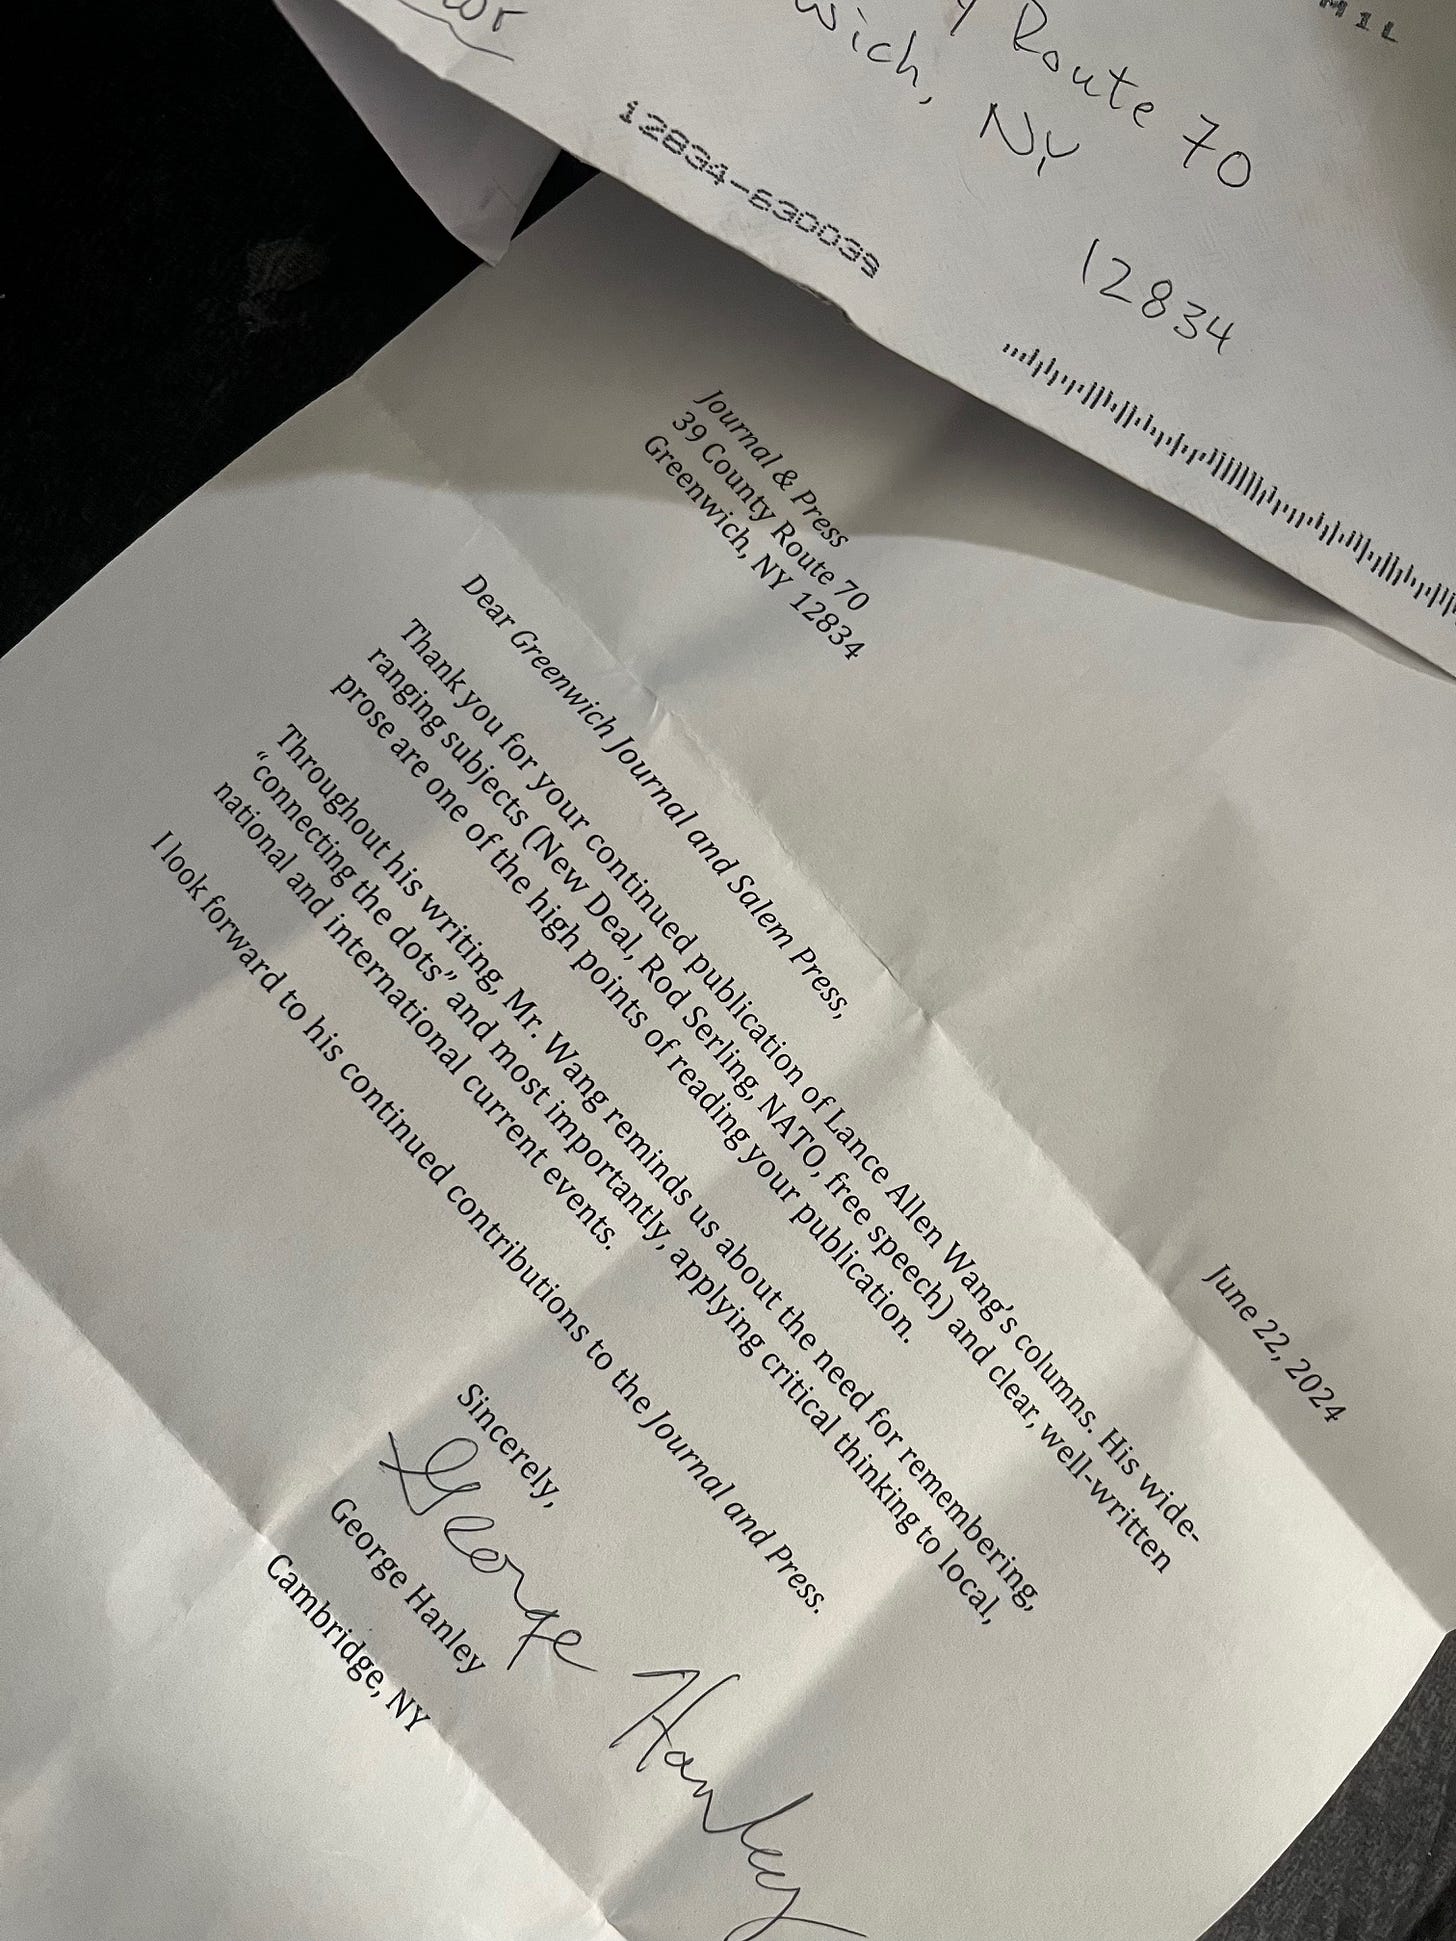 Route 70
NY
12834
12834-630039
June 22, 2024
Journal & Press
39 County Route 70
Greenwich, NY 12834
Dear Greenwich Journal and Salem Press,
Thank you for your continued publication of Lance Allen Wang's columns. His wide-
ranging subjects (New Deal, Rod Serling, NATO, free speech) and clear, well-written
prose are one of the high points of reading your publication.
Throughout his writing, Mr. Wang reminds us about the need for remembering,
“connecting the dots” and most importantly, applying critical thinking to local,
national and international current events.
I look forward to his continued contributions to the Journal and Press.
Sincerely,
George Hanley
George Hanley
Cambridge, NY